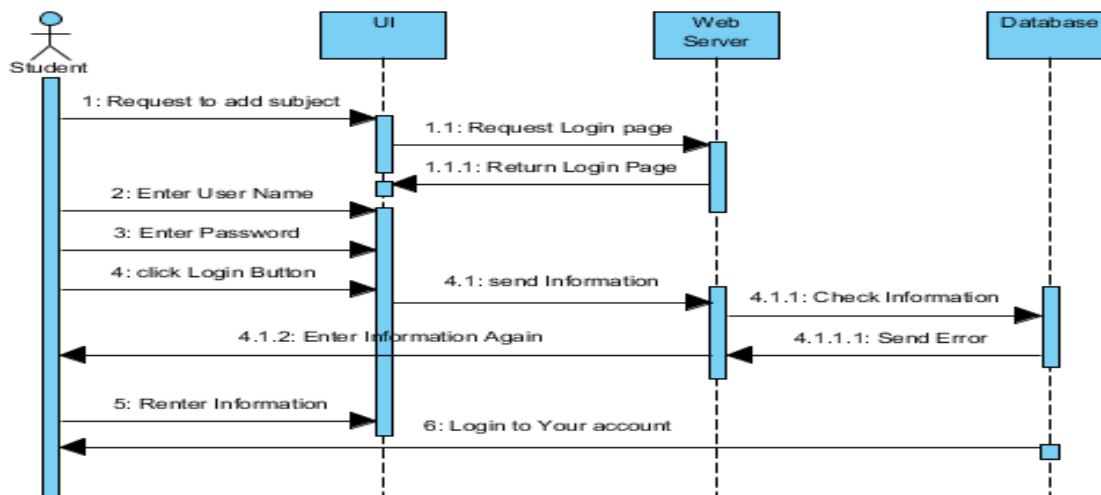 UI
Web
Server
Database
Student
1: Request to add subject
1.1: Request Login page
1.1.1: Return Login Page
2: Enter User Name
3: Enter Password
4: click Login Button
4.1: send Information
4.1.1: Check Information
4.1.2: Enter Information Again
4.1.1.1: Send Error
5: Renter Information
6: Login to Your account